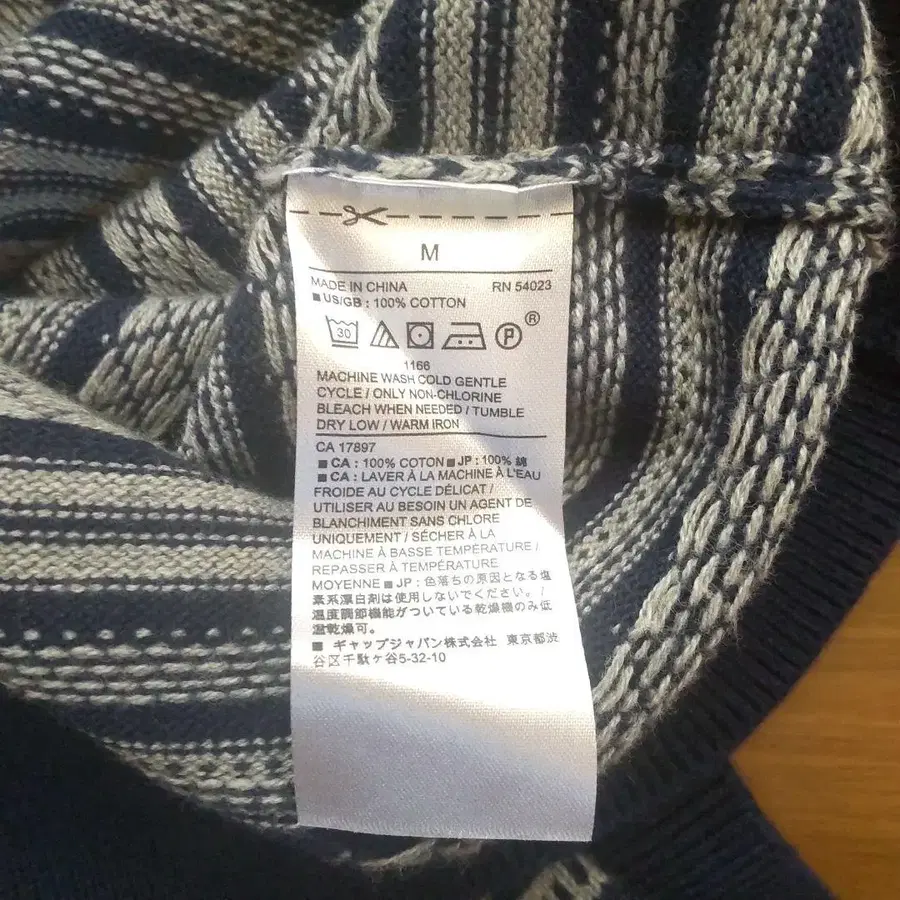 M
MADE IN CHINA RN 54023
■ US/GB : 100% COTTON
30 P ®
1166
MACHINE WASH COLD GENTLE
CYCLE / ONLY NON-CHLORINE
BLEACH WHEN NEEDED / TUMBLE
DRY LOW / WARM IRON
CA 17897
■ CA : 100% COTON ■ JP : 100% 綿
■ CA : LAVER À LA MACHINE À L'EAU
FROIDE AU CYCLE DÉLICAT /
UTILISER AU BESOIN UN AGENT DE
BLANCHIMENT SANS CHLORE
UNIQUEMENT / SÉCHER À LA
MACHINE À BASSE TEMPÉRATURE /
REPASSER À TEMPÉRATURE
MOYENNE ■ JP : 色落ちの原因となる塩
素系漂白剤は使用しないでください。/
温度調節機能がついている乾燥機のみ低
温乾燥可。
■ ギャップジャパン株式会社 東京都渋
谷区千駄ヶ谷5-32-10